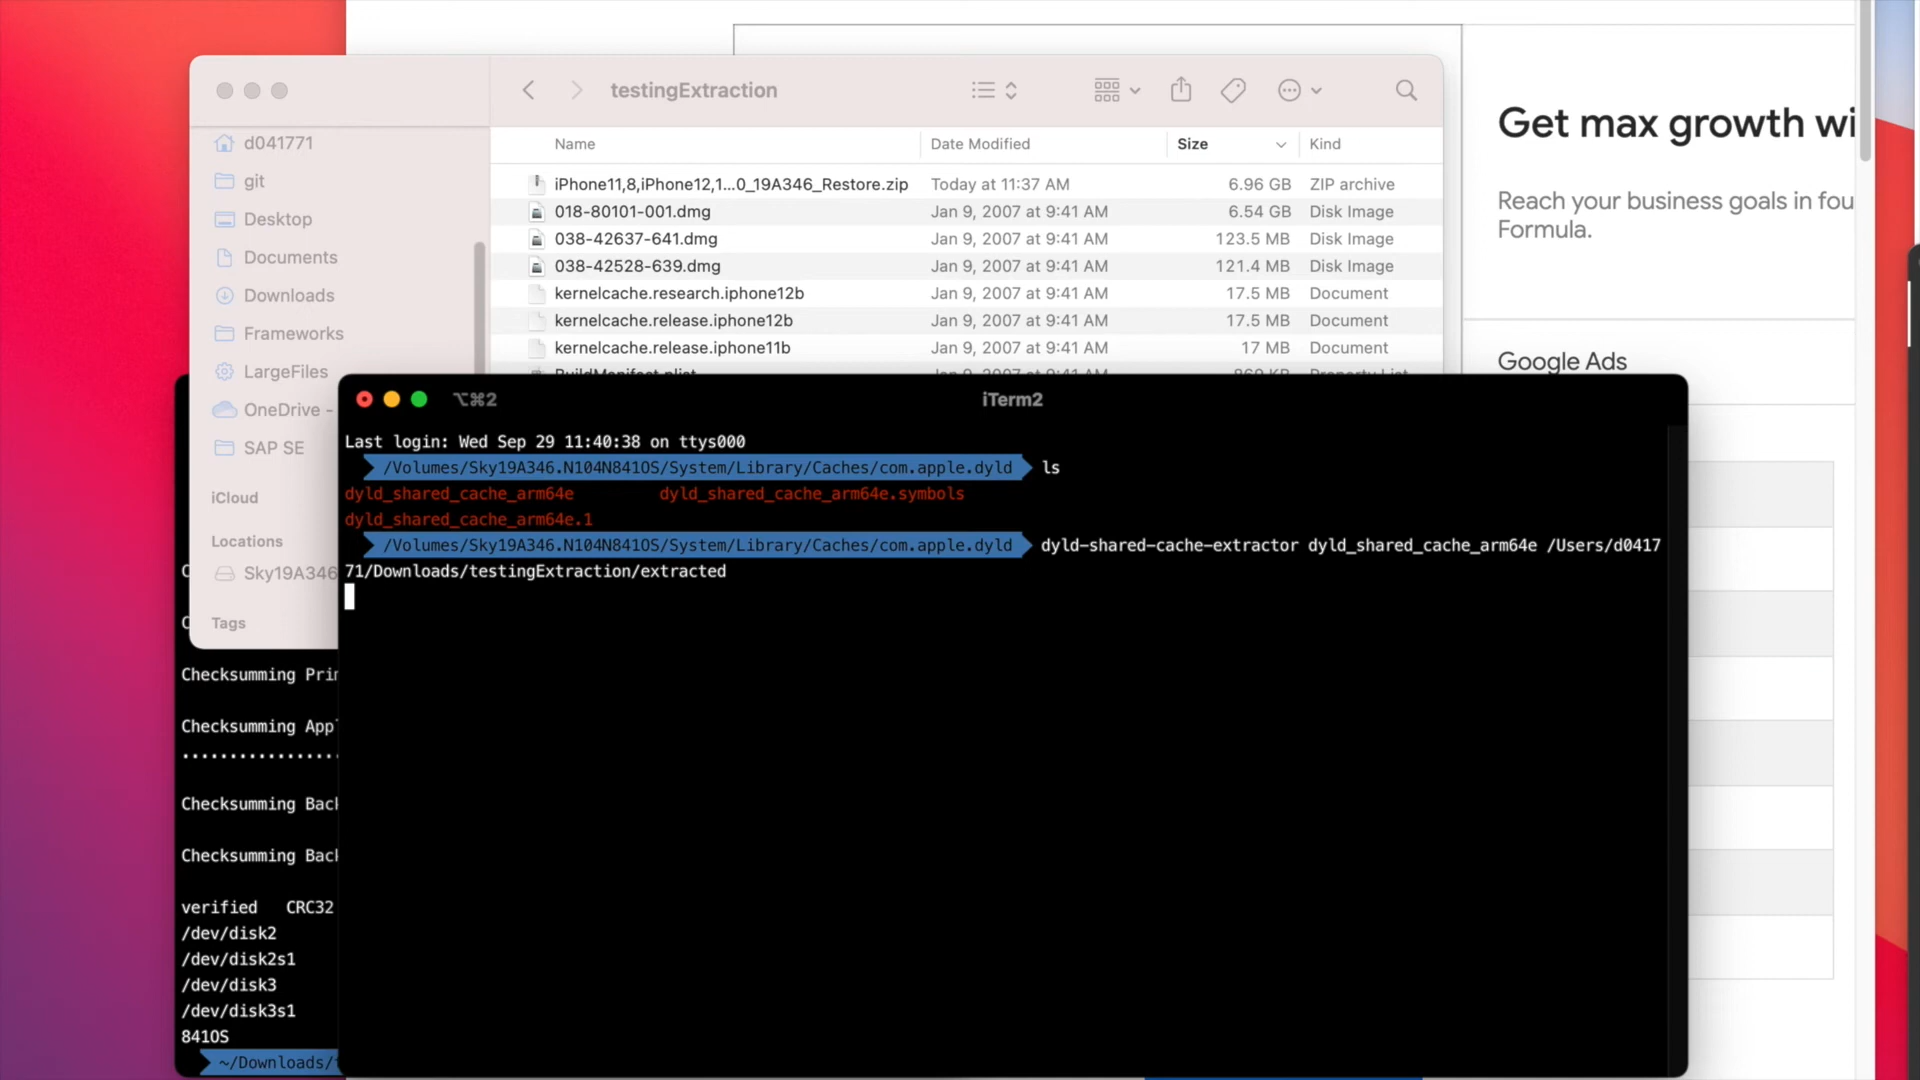 testingExtraction
Name
Date Modified
Size
Kind
iPhone11,8,iPhone12,1...0_19A346_Restore.zip Today at 11:37 AM 6.96 GB ZIP archive
018-80101-001.dmg Jan 9, 2007 at 9:41 AM 6.54 GB Disk Image
038-42637-641.dmg Jan 9, 2007 at 9:41 AM 123.5 MB Disk Image
038-42528-639.dmg Jan 9, 2007 at 9:41 AM 121.4 MB Disk Image
kernelcache.research.iphone12b Jan 9, 2007 at 9:41 AM 17.5 MB Document
kernelcache.release.iphone12b Jan 9, 2007 at 9:41 AM 17.5 MB Document
kernelcache.release.iphone11b Jan 9, 2007 at 9:41 AM 17 MB Document
d041771
git
Desktop
Documents
Downloads
Frameworks
LargeFiles
OneDrive -
SAP SE
iCloud
Locations
Sky19A346
Tags
Get max growth wi
Reach your business goals in fou
Formula.
Google Ads
⌥⌘2
iTerm2
Last login: Wed Sep 29 11:40:38 on ttys000
/Volumes/Sky19A346.N104N841OS/System/Library/Caches/com.apple.dyld ls
dyld_shared_cache_arm64e dyld_shared_cache_arm64e.symbols
dyld_shared_cache_arm64e.1
/Volumes/Sky19A346.N104N841OS/System/Library/Caches/com.apple.dyld dyld-shared-cache-extractor dyld_shared_cache_arm64e /Users/d0417
71/Downloads/testingExtraction/extracted
Checksumming Pri
Checksumming App
Checksumming Bac
Checksumming Bac
verified CRC32
/dev/disk2
/dev/disk2s1
/dev/disk3
/dev/disk3s1
841OS
~/Downloads/